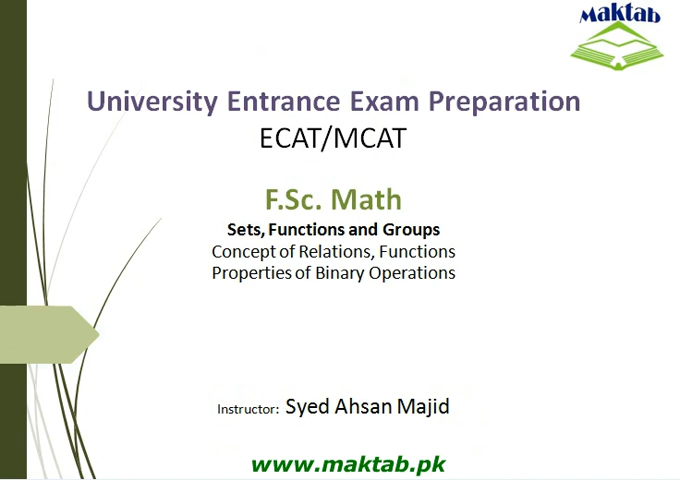 Maktab
University Entrance Exam Preparation
ECAT/MCAT
F.Sc. Math
Sets, Functions and Groups
Concept of Relations, Functions
Properties of Binary Operations
Instructor: Syed Ahsan Majid
www.maktab.pk